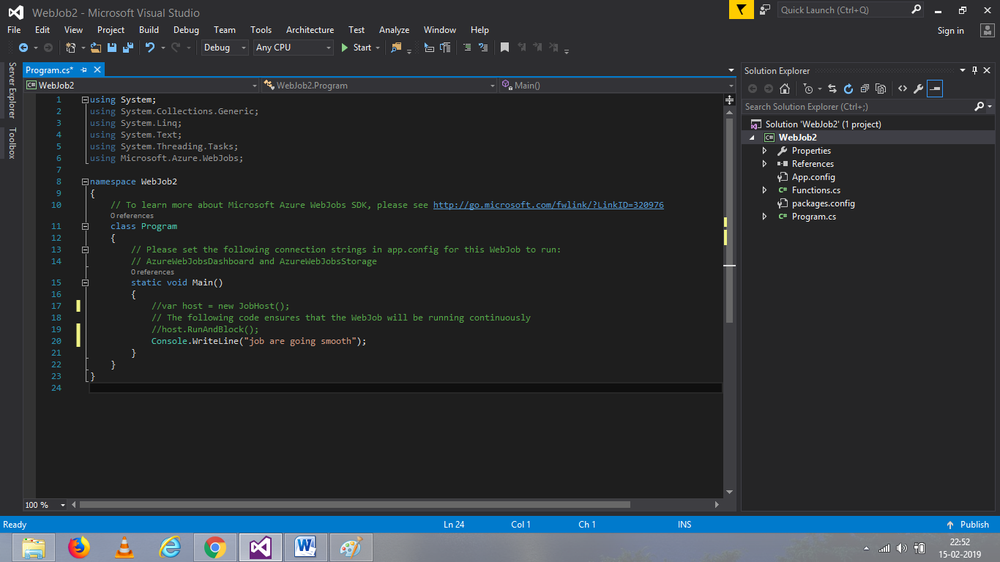 WebJob2 - Microsoft Visual Studio
Quick Launch (Ctrl+Q)
File Edit View Project Build Debug Team Tools Architecture Test Analyze Window Help
Sign in
Debug Any CPU Start
Server Explorer
Toolbox
Program.cs*
WebJob2 WebJob2.Program Main()
1 using System;
2 using System.Collections.Generic;
3 using System.Linq;
4 using System.Text;
5 using System.Threading.Tasks;
6 using Microsoft.Azure.WebJobs;
7
8 namespace WebJob2
9 {
10 // To learn more about Microsoft Azure WebJobs SDK, please see http://go.microsoft.com/fwlink/?LinkID=320976
0 references
11 class Program
12 {
13 // Please set the following connection strings in app.config for this WebJob to run:
14 // AzureWebJobsDashboard and AzureWebJobsStorage
0 references
15 static void Main()
16 {
17 //var host = new JobHost();
18 // The following code ensures that the WebJob will be running continuously
19 //host.RunAndBlock();
20 Console.WriteLine("job are going smooth");
21 }
22 }
23 }
24
100 %
Solution Explorer
Search Solution Explorer (Ctrl+;)
Solution 'WebJob2' (1 project)
C# WebJob2
Properties
References
App.config
C# Functions.cs
packages.config
C# Program.cs
Ready Ln 24 Col 1 Ch 1 INS Publish
22:52
15-02-2019